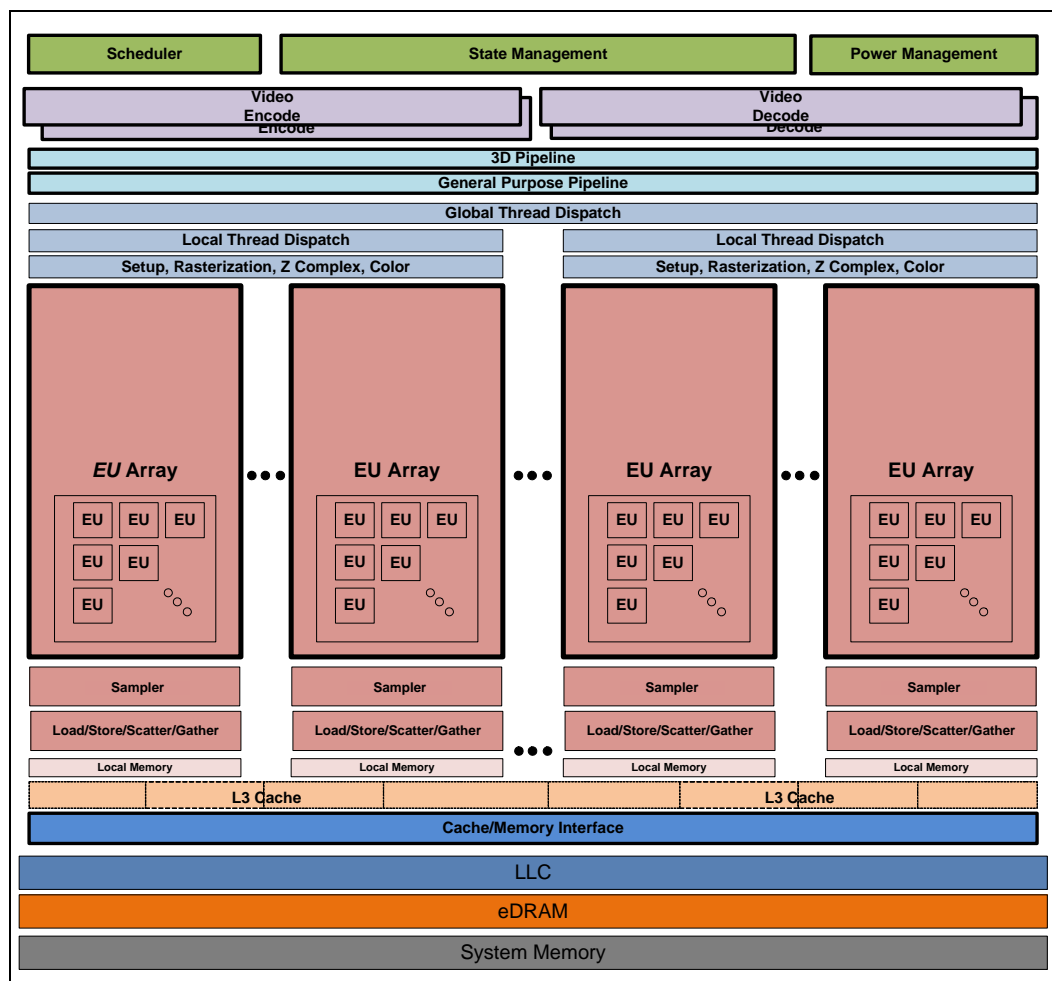 Scheduler
State Management
Power Management
Video
Encode
Encode
Video
Decode
Decode
3D Pipeline
General Purpose Pipeline
Global Thread Dispatch
Local Thread Dispatch
Local Thread Dispatch
Setup, Rasterization, Z Complex, Color
Setup, Rasterization, Z Complex, Color
EU Array
EU EU EU
EU EU
EU
EU Array
EU EU EU
EU EU
EU
EU Array
EU EU EU
EU EU
EU
EU Array
EU EU EU
EU EU
EU
Sampler
Sampler
Sampler
Sampler
Load/Store/Scatter/Gather
Load/Store/Scatter/Gather
Load/Store/Scatter/Gather
Load/Store/Scatter/Gather
Local Memory
Local Memory
Local Memory
Local Memory
L3 Cache
L3 Cache
Cache/Memory Interface
LLC
eDRAM
System Memory